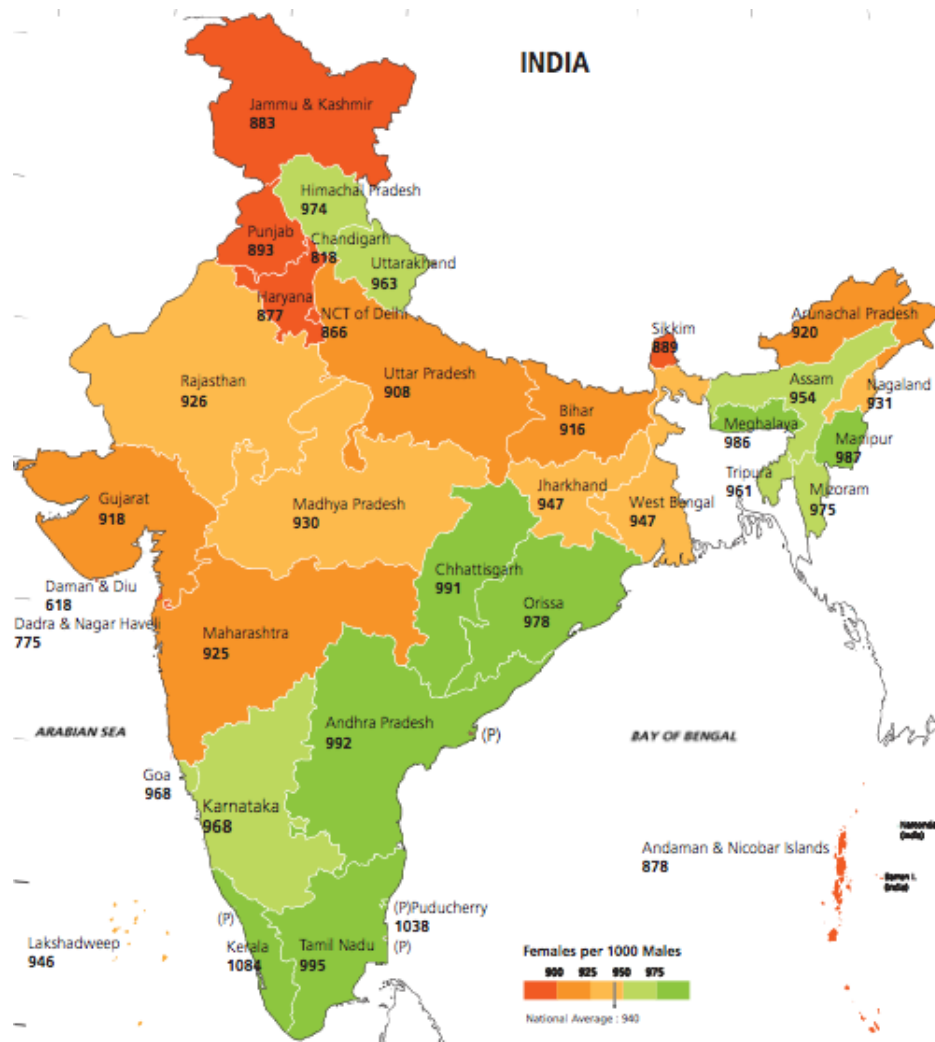 INDIA
Jammu & Kashmir
883
Himachal Pradesh
974
Punjab
893
Chandigarh
818
Uttarakhand
963
Haryana
877
NCT of Delhi
866
Rajasthan
926
Uttar Pradesh
908
Bihar
916
Sikkim
889
Arunachal Pradesh
920
Assam
954
Nagaland
931
Meghalaya
986
Manipur
987
Tripura
961
Mizoram
975
Gujarat
918
Madhya Pradesh
930
Jharkhand
947
West Bengal
947
Chhattisgarh
991
Orissa
978
Daman & Diu
618
Dadra & Nagar Haveli
775
Maharashtra
925
ARABIAN SEA
Andhra Pradesh
992
(P)
BAY OF BENGAL
Goa
968
Karnataka
968
Andaman & Nicobar Islands
878
(India)
Barren I.
(India)
Lakshadweep
946
(P)
Kerala
1084
Tamil Nadu
995
(P)Puducherry
1038
(P)
Females per 1000 Males
900 925 950 975
National Average : 940